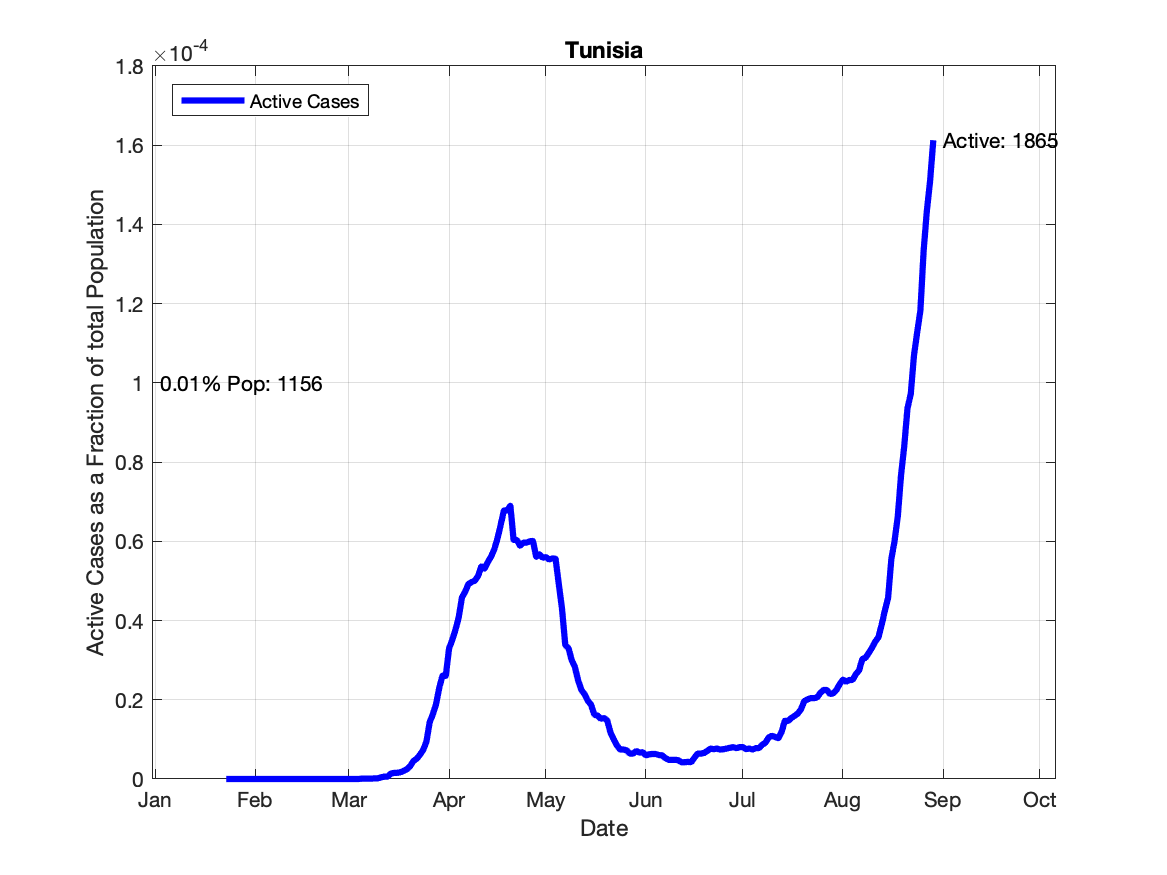 Tunisia
×10-4
1.8
1.6
1.4
1.2
1
0.8
0.6
0.4
0.2
0
Active Cases
Active: 1865
0.01% Pop: 1156
Active Cases as a Fraction of total Population
Jan Feb Mar Apr May Jun Jul Aug Sep Oct
Date